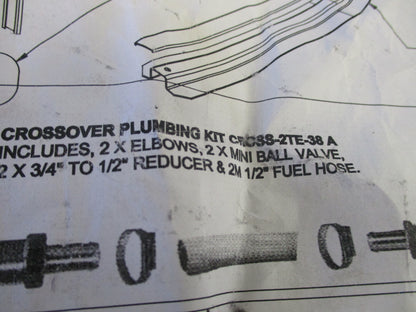 CROSSOVER PLUMBING KIT CROSS-2TE-38 A
INCLUDES, 2 X ELBOWS, 2 X MINI BALL VALVE,
2 X 3/4" TO 1/2" REDUCER & 2M 1/2" FUEL HOSE.